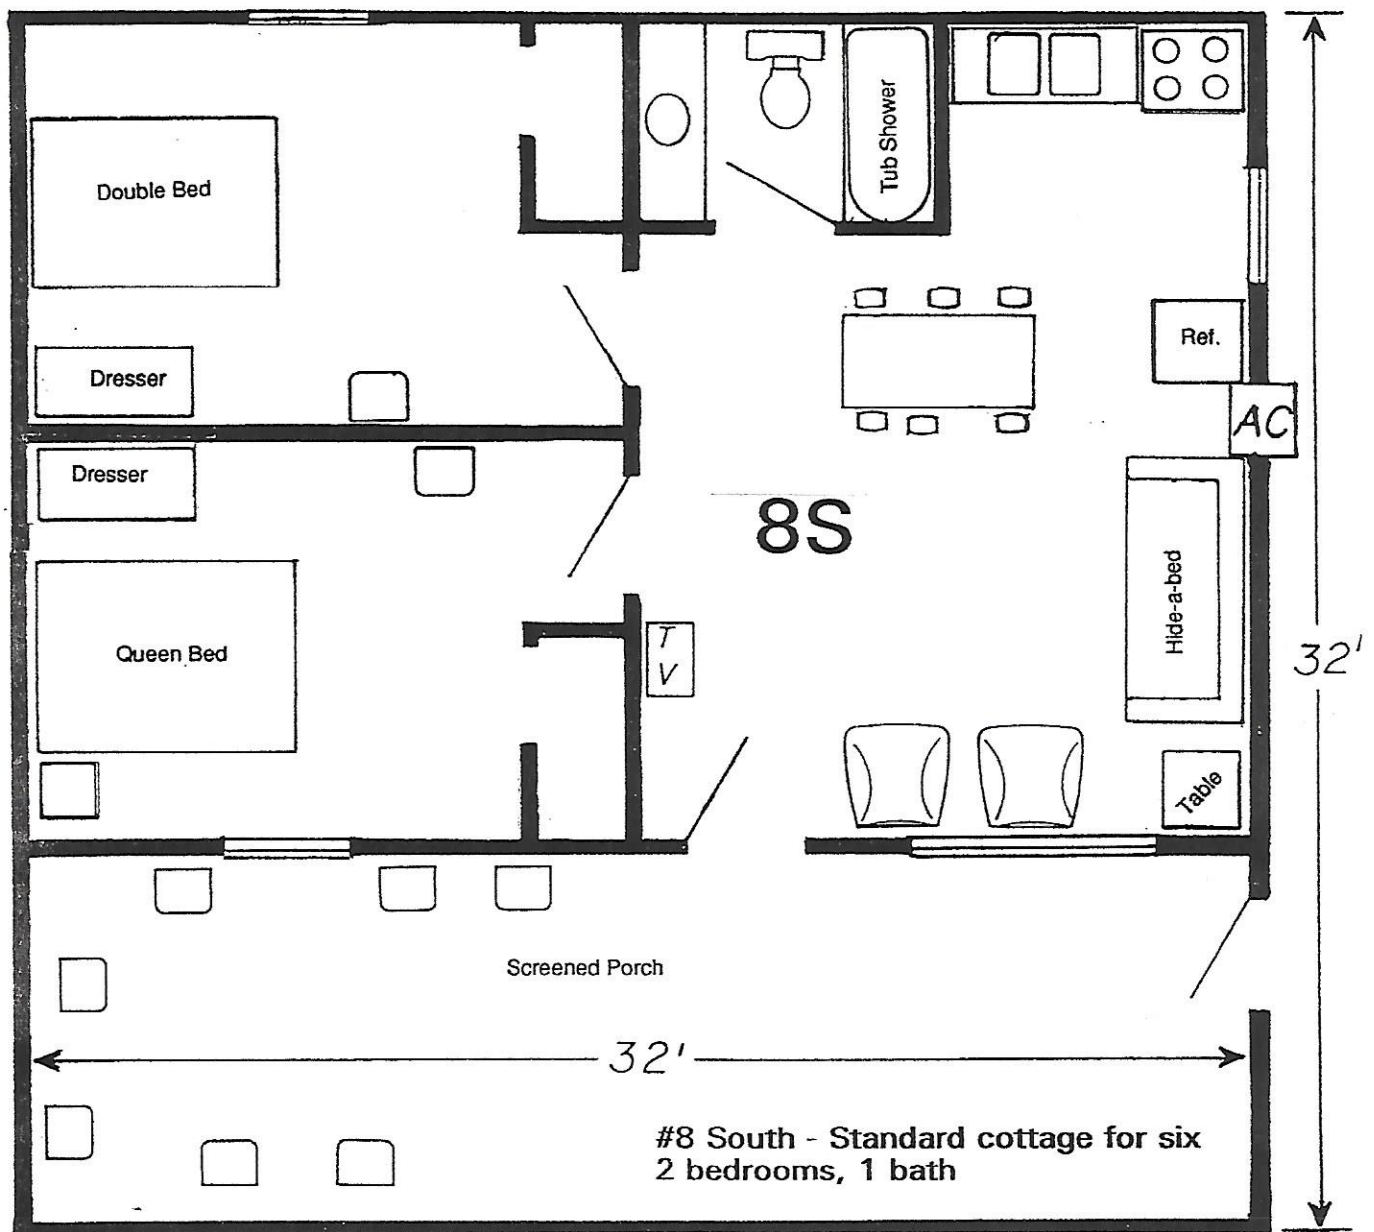 Double Bed
Tub Shower
Dresser
Ref.
AC
Dresser
8S
Hide-a-bed
Queen Bed
T
V
32'
Table
Screened Porch
32'
#8 South - Standard cottage for six
2 bedrooms, 1 bath